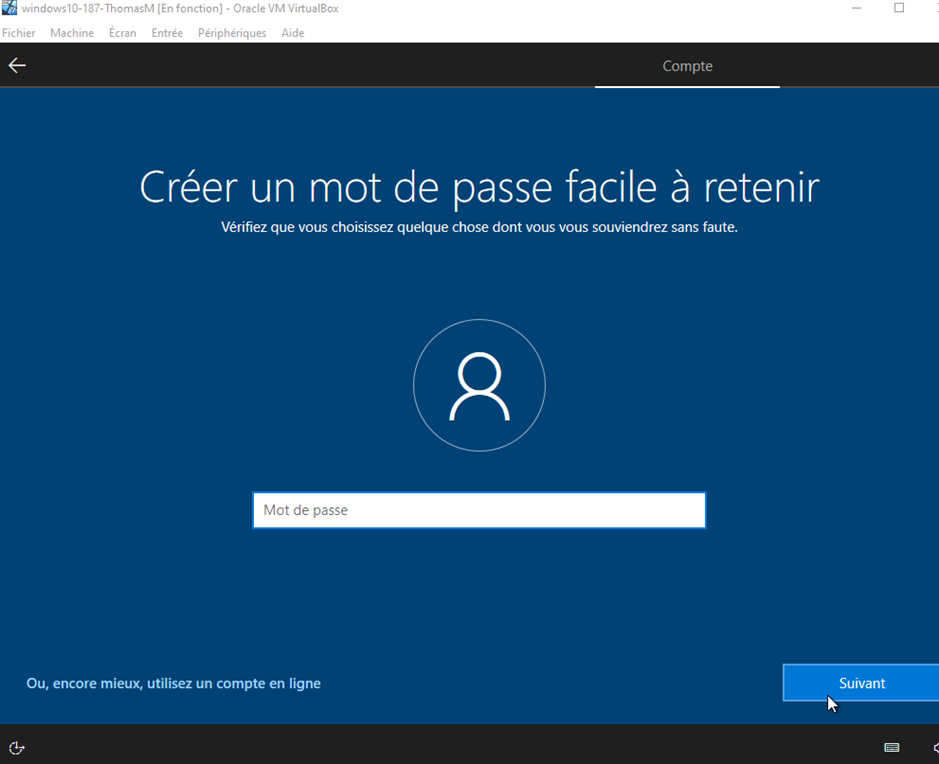 windows10-187-ThomasM [En fonction] - Oracle VM VirtualBox
Fichier Machine Écran Entrée Périphériques Aide
Compte
Créer un mot de passe facile à retenir
Vérifiez que vous choisissez quelque chose dont vous vous souviendrez sans faute.
Mot de passe
Ou, encore mieux, utilisez un compte en ligne
Suivant